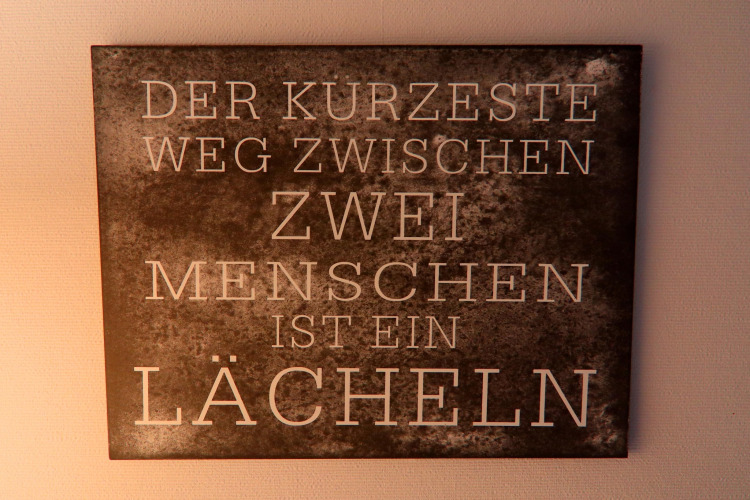 DER KÜRZESTE
WEG ZWISCHEN
ZWEI
MENSCHEN
IST EIN
LÄCHELN